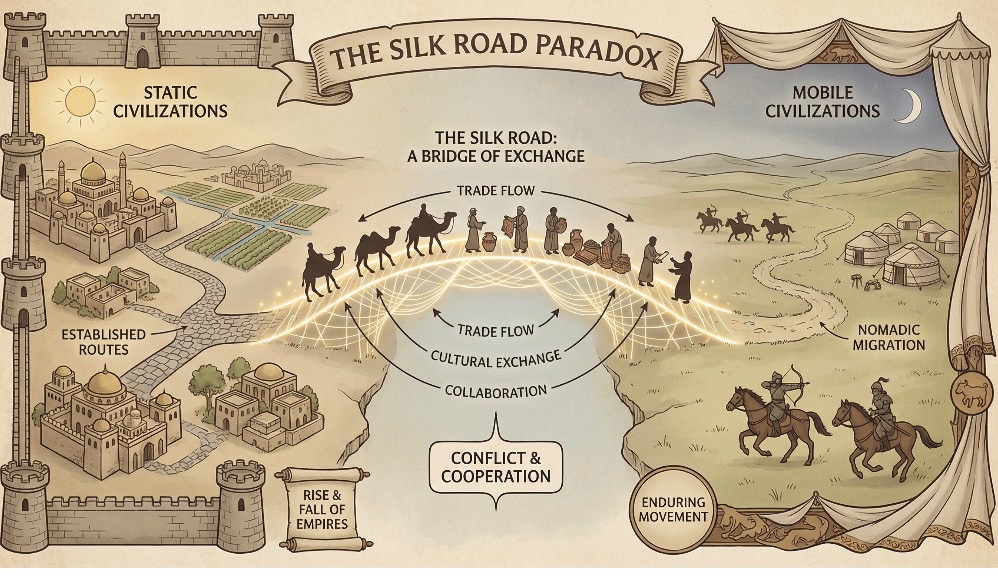 THE SILK ROAD PARADOX
STATIC
CIVILIZATIONS
MOBILE
CIVILIZATIONS
THE SILK ROAD:
A BRIDGE OF EXCHANGE
TRADE FLOW
ESTABLISHED
ROUTES
TRADE FLOW
CULTURAL EXCHANGE
COLLABORATION
NOMADIC
MIGRATION
CONFLICT &
COOPERATION
RISE &
FALL OF
EMPIRES
ENDURING
MOVEMENT